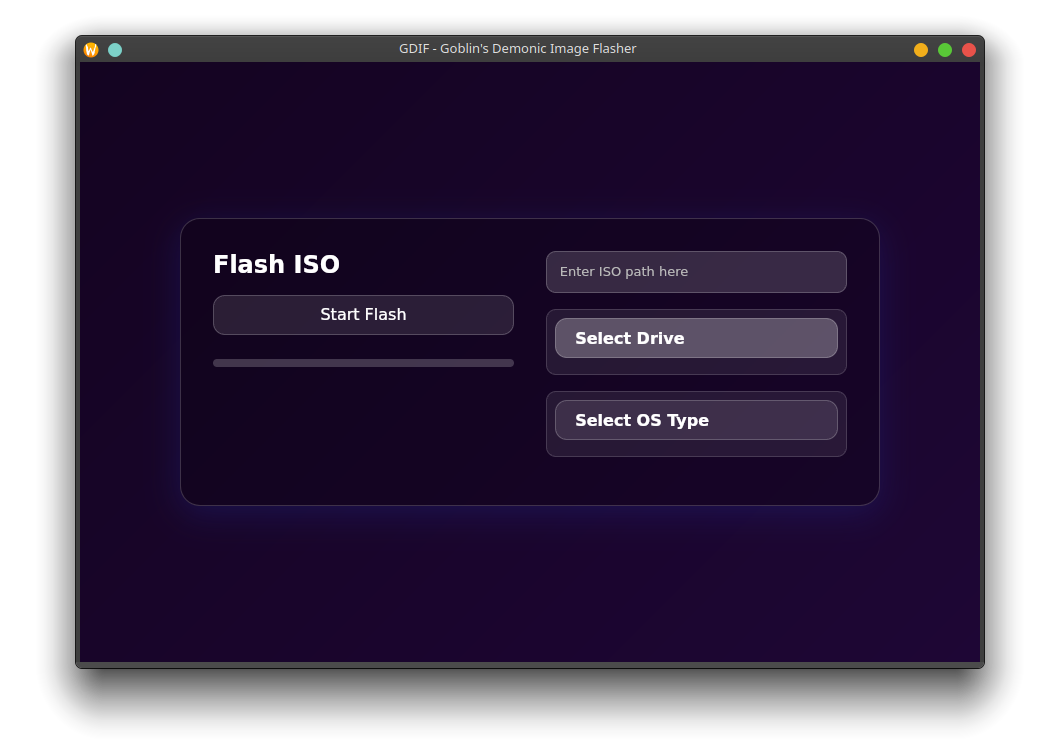 GDIF - Goblin's Demonic Image Flasher
Flash ISO
Start Flash
Enter ISO path here
Select Drive
Select OS Type